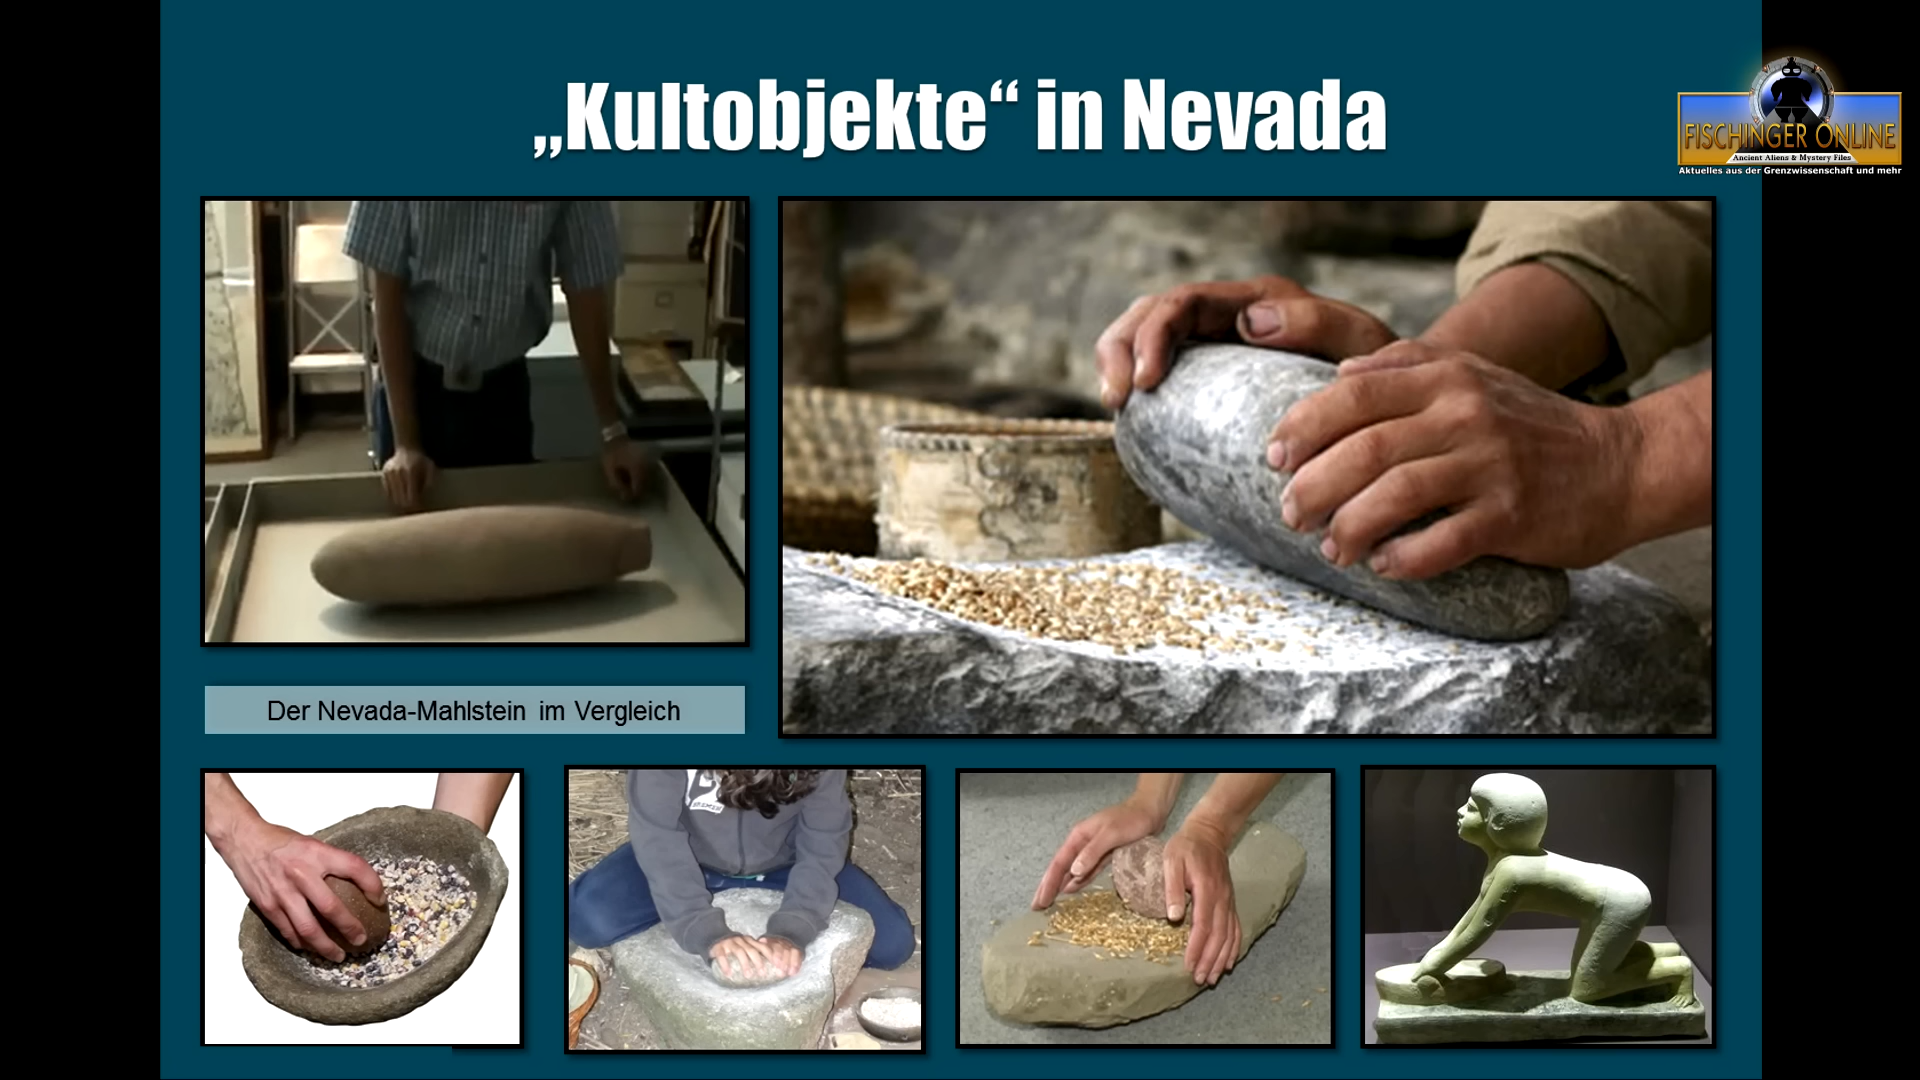 „Kultobjekte“ in Nevada
FISCHINGER ONLINE
Ancient Aliens & Mystery Files
Aktuelles aus der Grenzwissenschaft und mehr
Der Nevada-Mahlstein im Vergleich